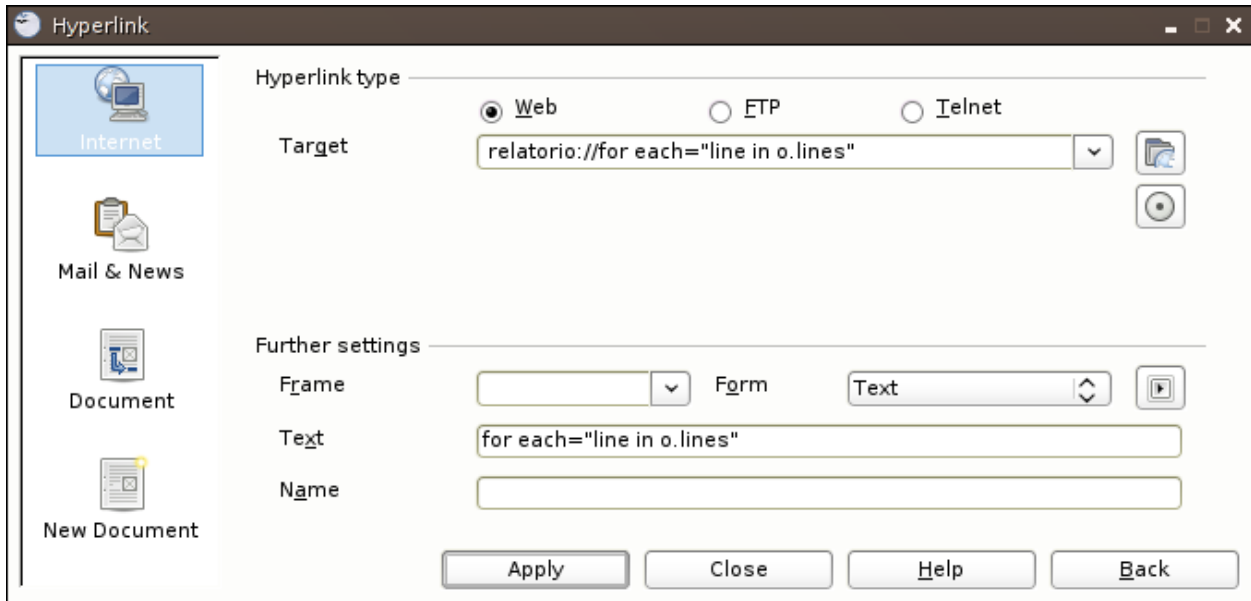 Hyperlink
Internet
Mail & News
Document
New Document
Hyperlink type
Web FTP Telnet
Target relatorio://for each="line in o.lines"
Further settings
Frame Form Text
Text for each="line in o.lines"
Name
Apply Close Help Back